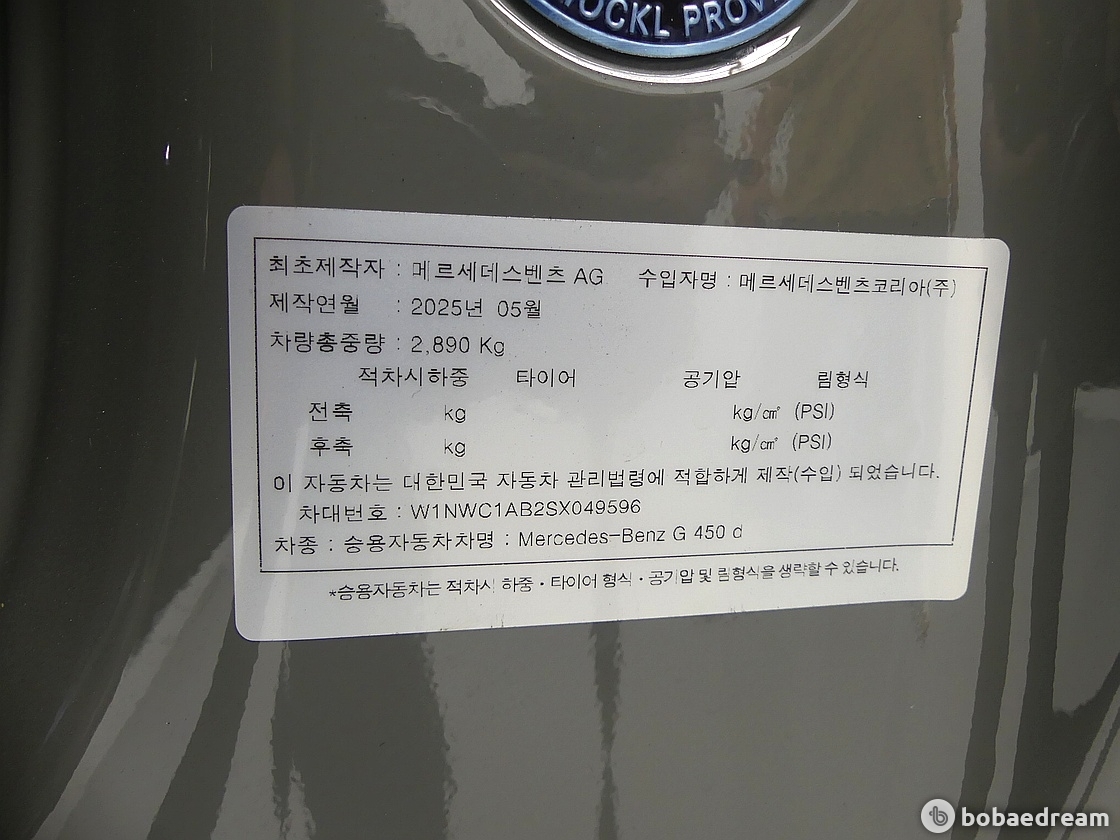 ÖCKL PROV
최초제작자 : 메르세데스벤츠 AG 수입자명 : 메르세데스벤츠코리아(주)
제작연월 : 2025년 05월
차량총중량 : 2,890 Kg
적차시하중 타이어 공기압 림형식
전축 kg kg/㎠ (PSI)
후축 kg kg/㎠ (PSI)
이 자동차는 대한민국 자동차 관리법령에 적합하게 제작(수입) 되었습니다.
차대번호 : W1NWC1AB2SX049596
차종 : 승용자동차차명 : Mercedes-Benz G 450 d
*승용자동차는 적차시 하중 · 타이어 형식 · 공기압 및 림형식을 생략할 수 있습니다.
bobaedream